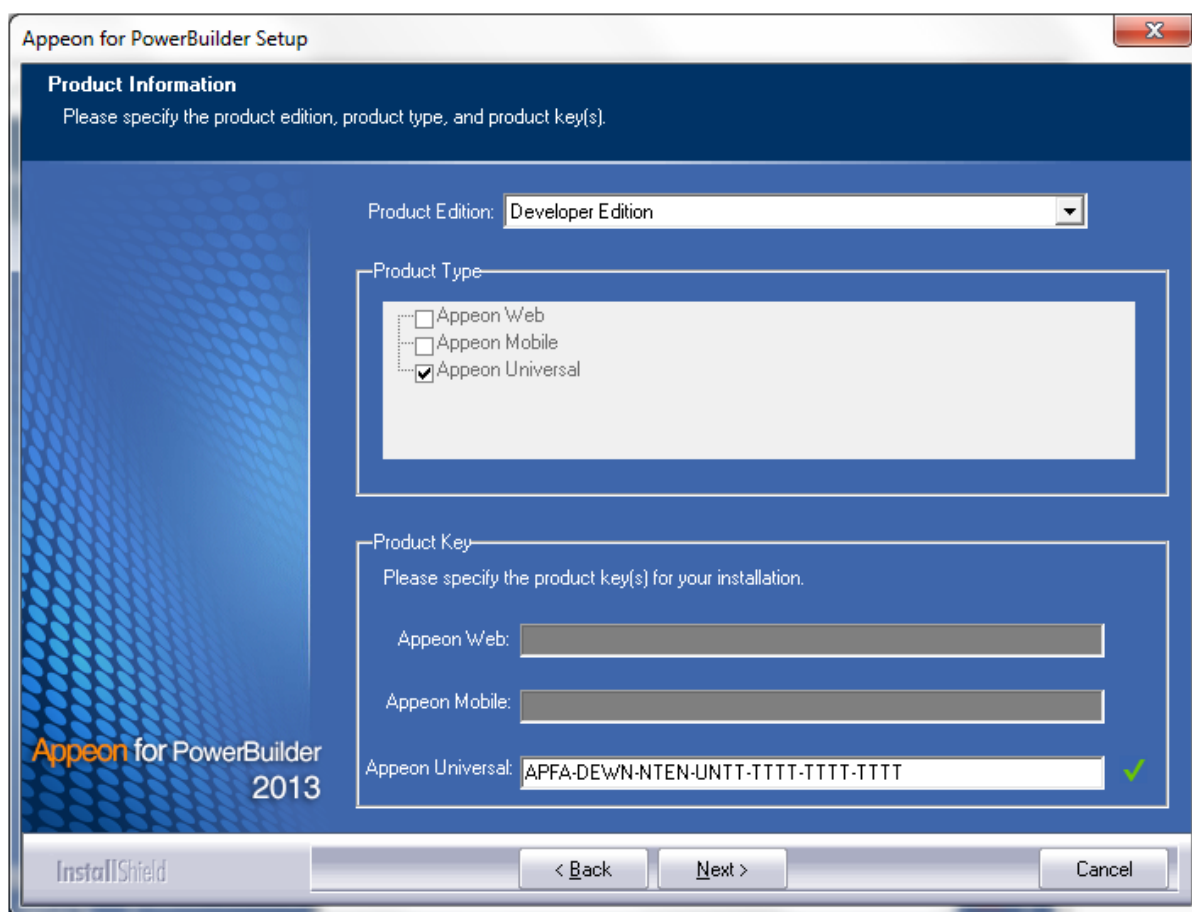 Appeon for PowerBuilder Setup
Product Information
Please specify the product edition, product type, and product key(s).
Product Edition: Developer Edition
Product Type
Appeon Web
Appeon Mobile
Appeon Universal
Product Key
Please specify the product key(s) for your installation.
Appeon Web:
Appeon Mobile:
Appeon Universal: APFA-DEWN-NTEN-UNTT-TTTT-TTTT-TTTT
Appeon for PowerBuilder
2013
InstallShield
< Back Next > Cancel